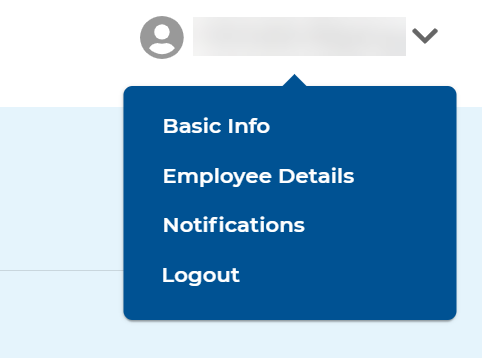 Basic Info
Employee Details
Notifications
Logout